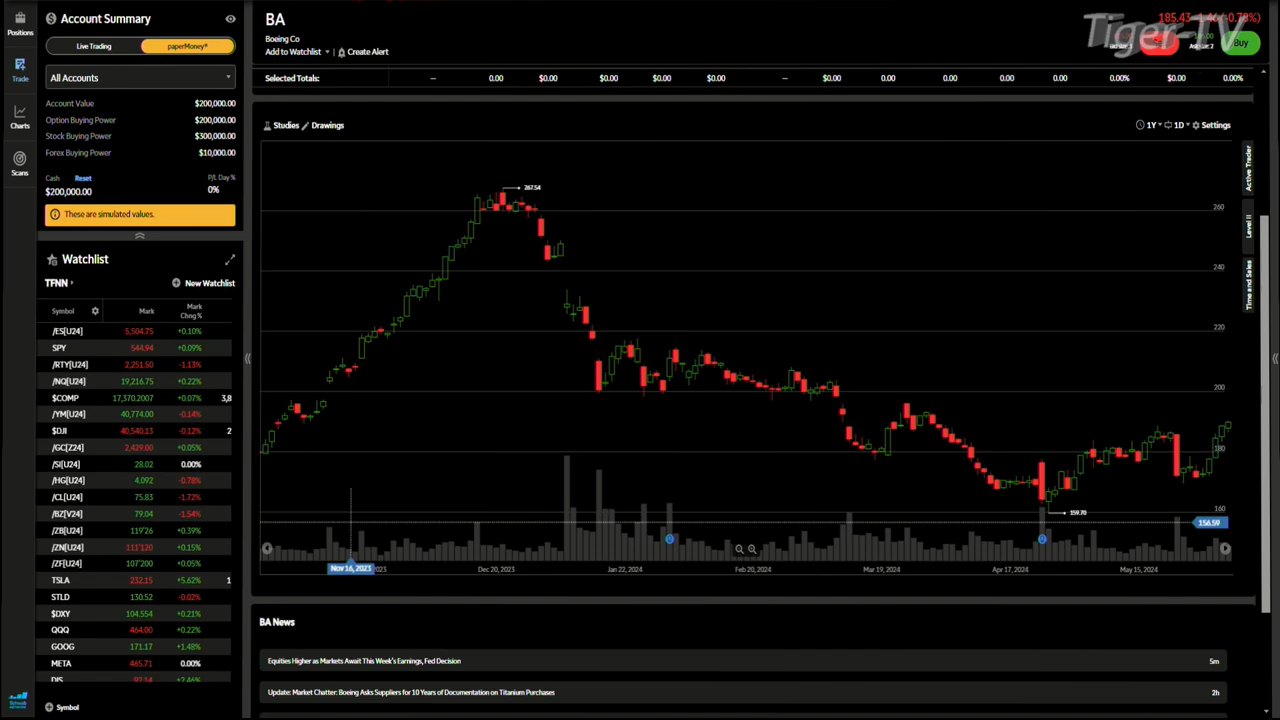 Positions
Trade
Charts
Scans
Account Summary
Live Trading
paperMoney®
All Accounts
Account Value $200,000.00
Option Buying Power $200,000.00
Stock Buying Power $300,000.00
Forex Buying Power $10,000.00
Cash Reset P/L Day %
$200,000.00 0%
These are simulated values.
Watchlist
TFNN New Watchlist
Symbol Mark Mark Chng %
/ES[U24] 5,504.75 +0.10%
SPY 544.94 +0.09%
/RTY[U24] 2,251.50 -1.13%
/NQ[U24] 19,216.75 +0.22%
$COMP 17,370.2007 +0.07% 3,8
/YM[U24] 40,774.00 -0.14%
$DJI 40,540.13 -0.12% 2
/GC[Z24] 2,429.00 +0.05%
/SI[U24] 28.02 0.00%
/HG[U24] 4.092 -0.78%
/CL[U24] 75.83 -1.72%
/BZ[V24] 79.04 -1.54%
/ZB[U24] 119'26 +0.39%
/ZN[U24] 111'120 +0.15%
/ZF[U24] 107'200 +0.05%
TSLA 232.15 +5.62% 1
STLD 130.52 -0.02%
$DXY 104.554 +0.21%
QQQ 464.00 +0.22%
GOOG 171.17 +1.48%
META 465.71 0.00%
DIS 92.14 +2.46%
Symbol
Schwab
BA
Boeing Co
Add to Watchlist Create Alert
185.43 -1.46 (-0.78%)
Tiger-TV
Buy
Selected Totals: -- 0.00 $0.00 $0.00 $0.00 $0.00 -- $0.00 0.00 0.00 0.00 0.00 0.00% $0.00 0.00%
Studies Drawings
1Y 1D Settings
Active Trader
Level II
Time and Sales
267.54
260
240
220
200
180
160
159.70
156.59
Nov 16, 2023 2023 Dec 20, 2023 Jan 22, 2024 Feb 20, 2024 Mar 19, 2024 Apr 17, 2024 May 15, 2024
BA News
Equities Higher as Markets Await This Week's Earnings, Fed Decision 5m
Update: Market Chatter: Boeing Asks Suppliers for 10 Years of Documentation on Titanium Purchases 2h